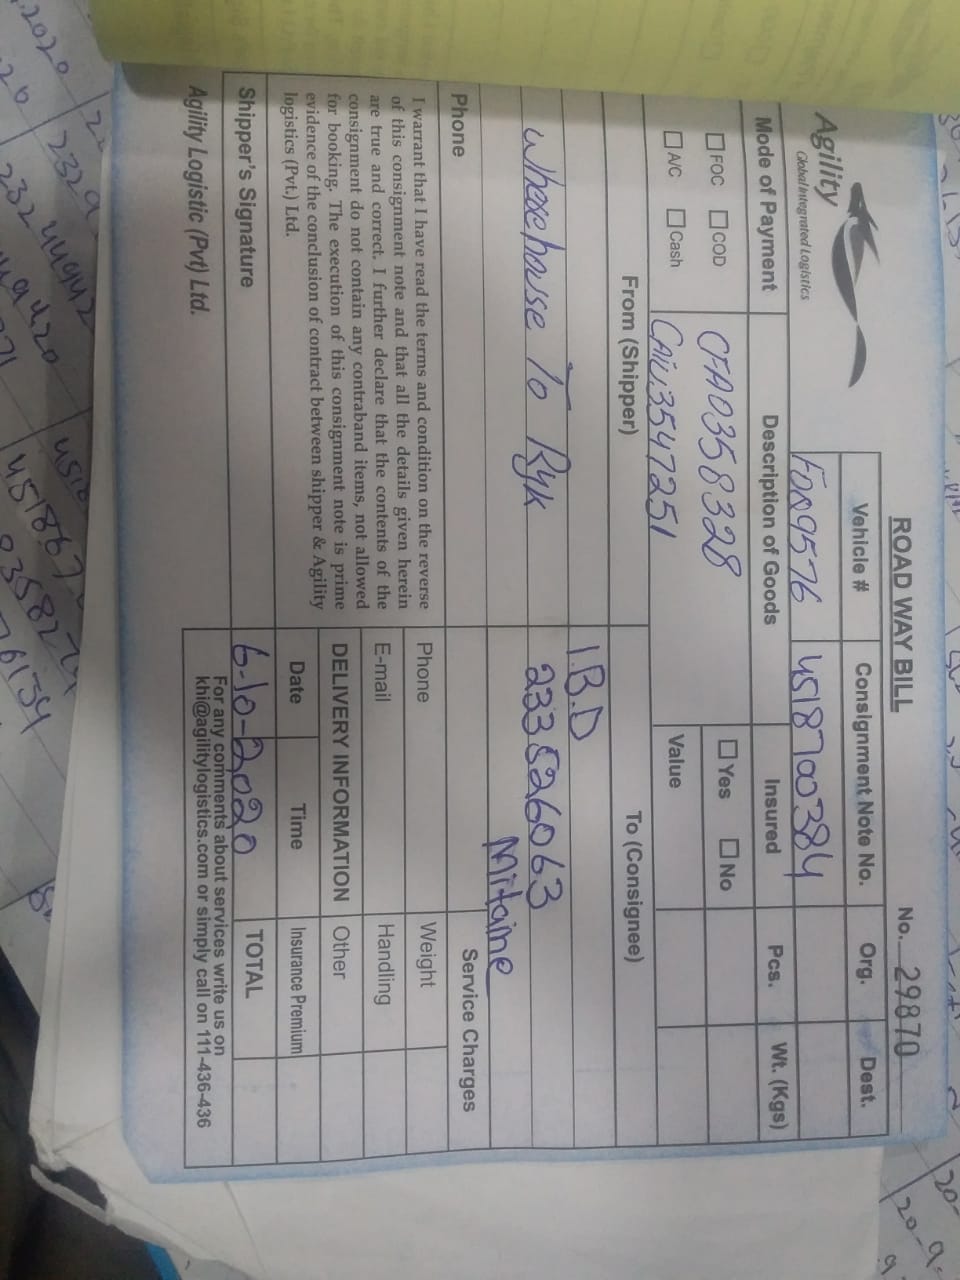 ROAD WAY BILL
No. 29870
Agility
Global Integrated Logistics
Vehicle # Consignment Note No. Org. Dest.
FDQ9576 4518700384
Mode of Payment Description of Goods Insured Pcs. Wt. (Kgs)
FOC COD CFA0358328 Yes No
A/C Cash CAiU3547251 Value
From (Shipper) To (Consignee)
I.B.D
Wherehouse To Ryk 233526063
Mitaine
Phone Service Charges
I warrant that I have read the terms and condition on the reverse
of this consignment note and that all the details given herein
are true and correct. I further declare that the contents of the
consignment do not contain any contraband items, not allowed
for booking. The execution of this consignment note is prime
evidence of the conclusion of contract between shipper & Agility
logistics (Pvt.) Ltd.
Phone Weight
E-mail Handling
DELIVERY INFORMATION Other
Date Time Insurance Premium
Shipper's Signature 6-10-2020 TOTAL
Agility Logistic (Pvt) Ltd.
For any comments about services write us on
khi@agilitylogistics.com or simply call on 111-436-436